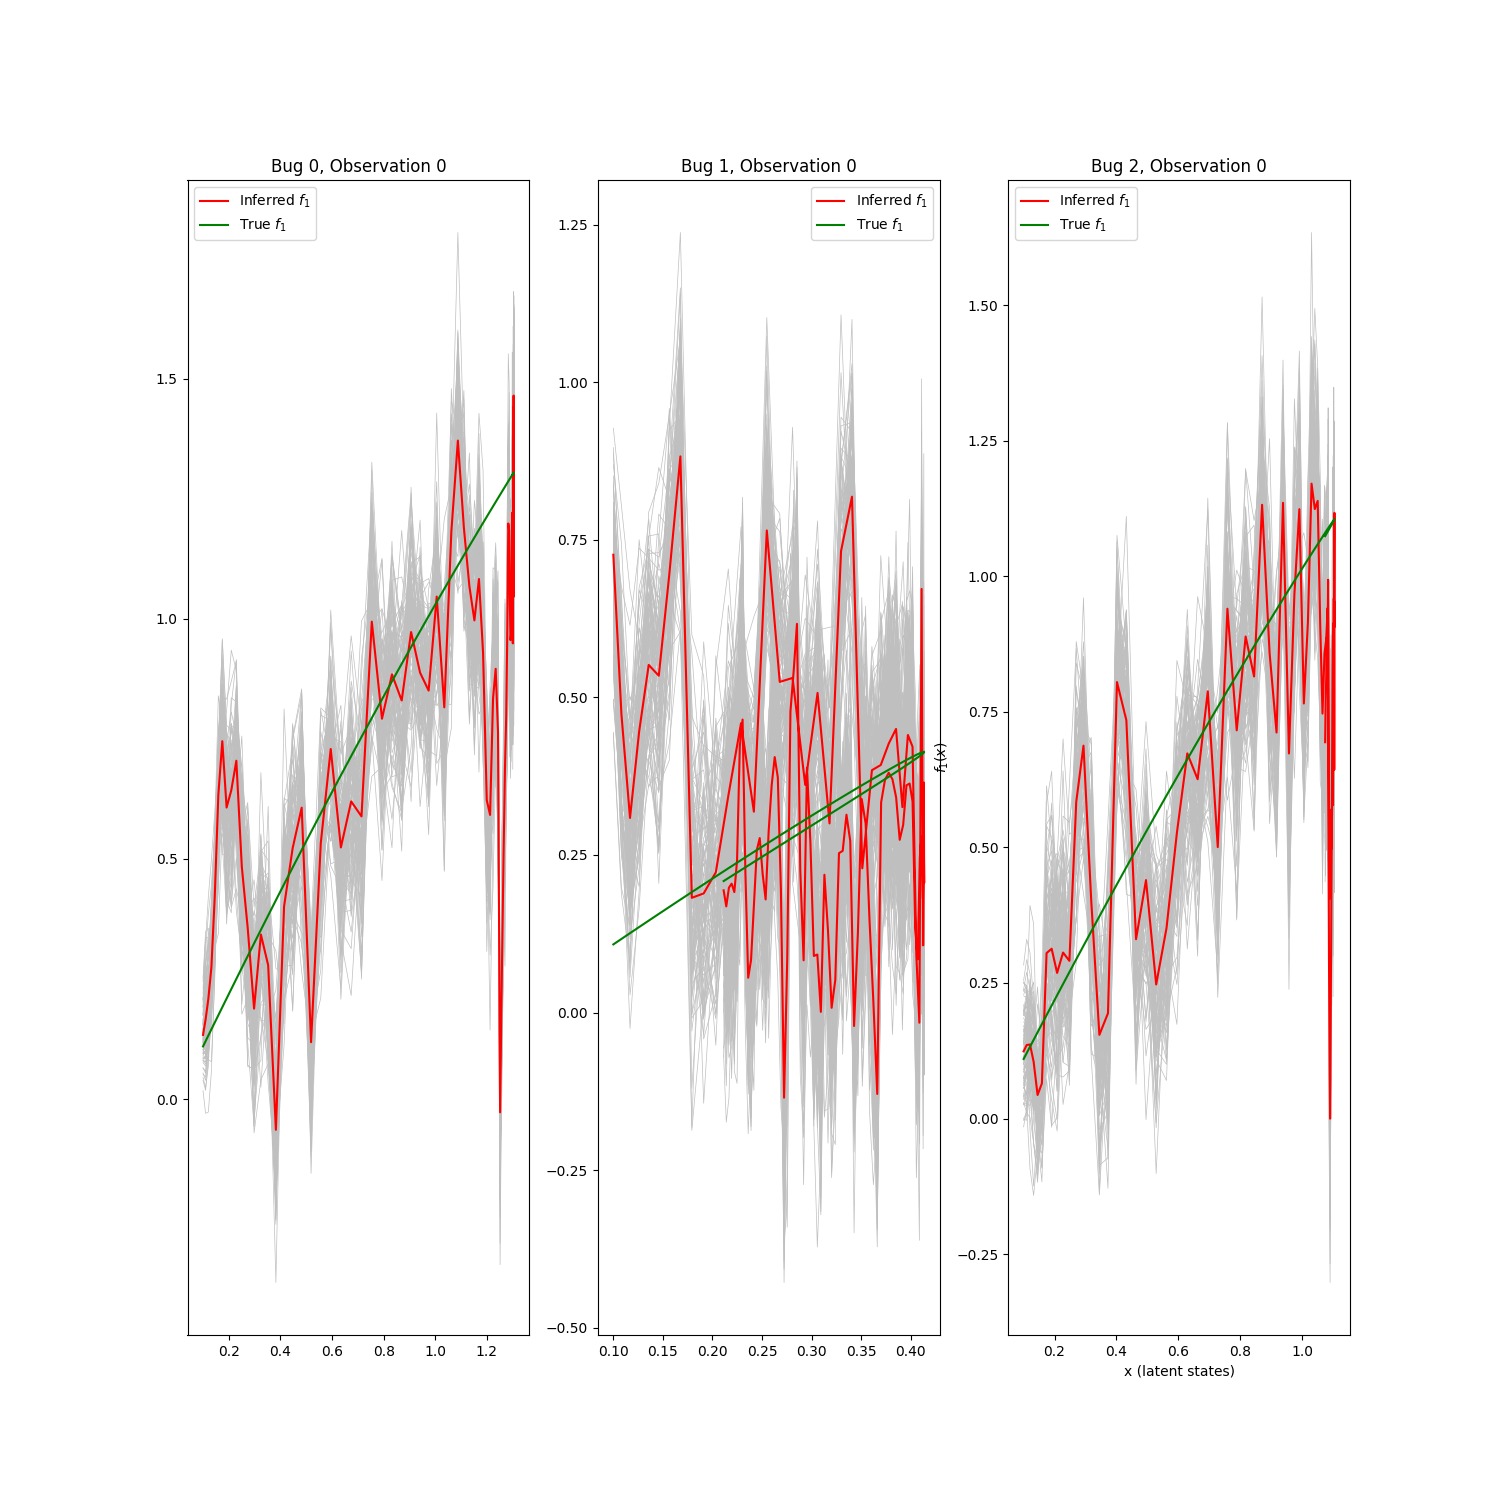 Bug 0, Observation 0
Inferred f₁
True f₁
1.5
1.0
0.5
0.0
0.2 0.4 0.6 0.8 1.0 1.2
Bug 1, Observation 0
Inferred f₁
True f₁
1.25
1.00
0.75
0.50
0.25
0.00
−0.25
−0.50
0.10 0.15 0.20 0.25 0.30 0.35 0.40
Bug 2, Observation 0
Inferred f₁
True f₁
f₁(x)
1.50
1.25
1.00
0.75
0.50
0.25
0.00
−0.25
0.2 0.4 0.6 0.8 1.0
x (latent states)